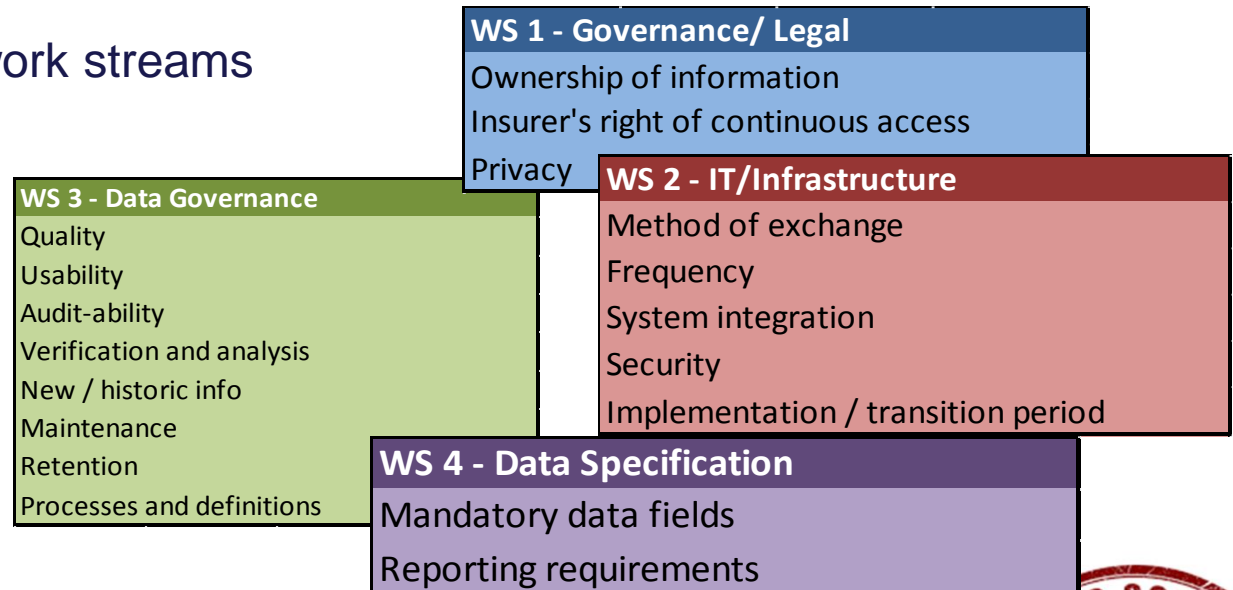 work streams
WS 1 - Governance/ Legal
Ownership of information
Insurer's right of continuous access
Privacy
WS 2 - IT/Infrastructure
Method of exchange
Frequency
System integration
Security
Implementation / transition period
WS 3 - Data Governance
Quality
Usability
Audit-ability
Verification and analysis
New / historic info
Maintenance
Retention
Processes and definitions
WS 4 - Data Specification
Mandatory data fields
Reporting requirements